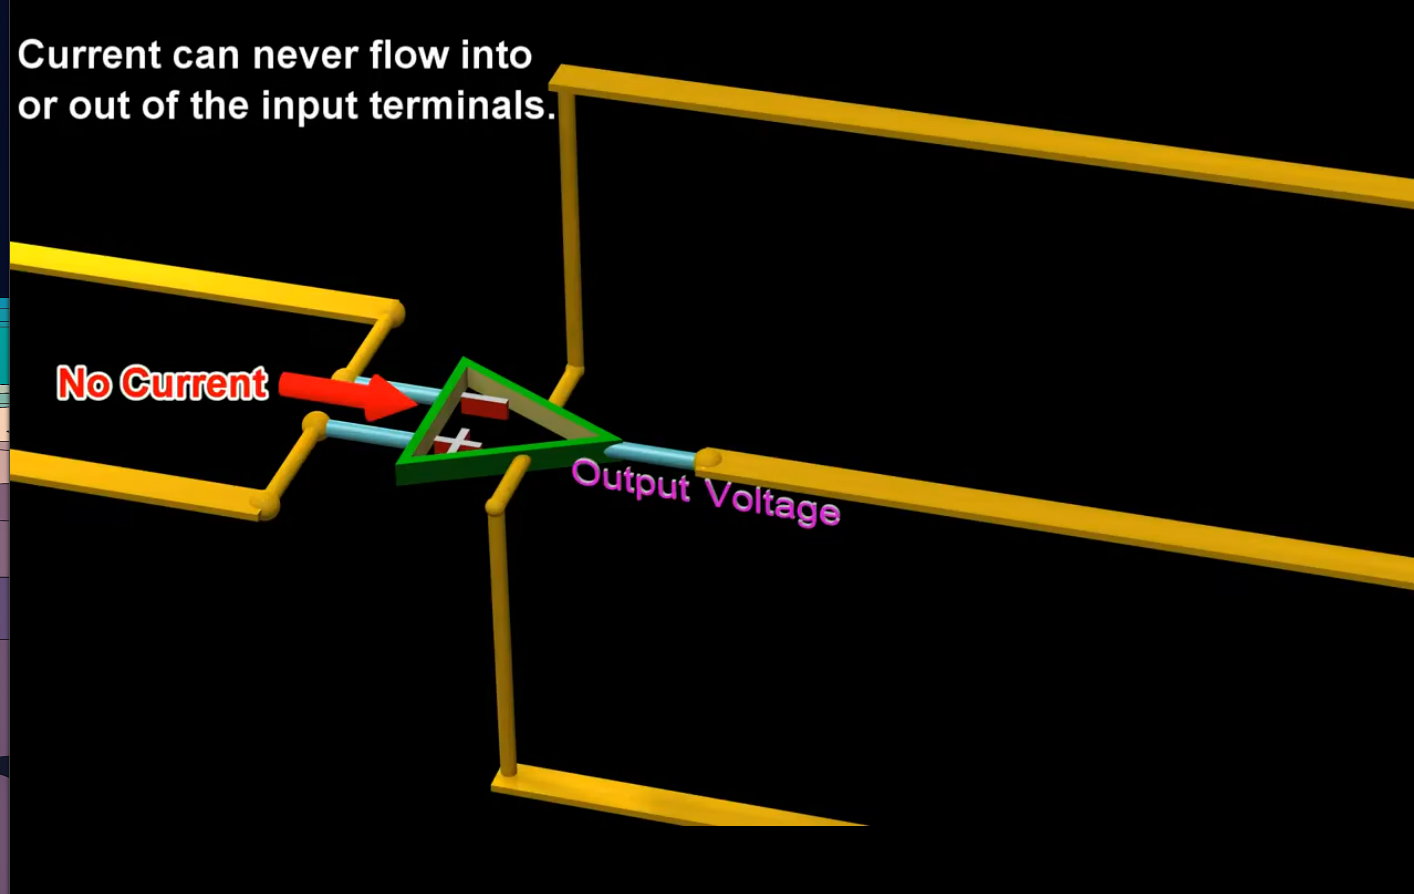 Current can never flow into
or out of the input terminals.
No Current
-
+
Output Voltage